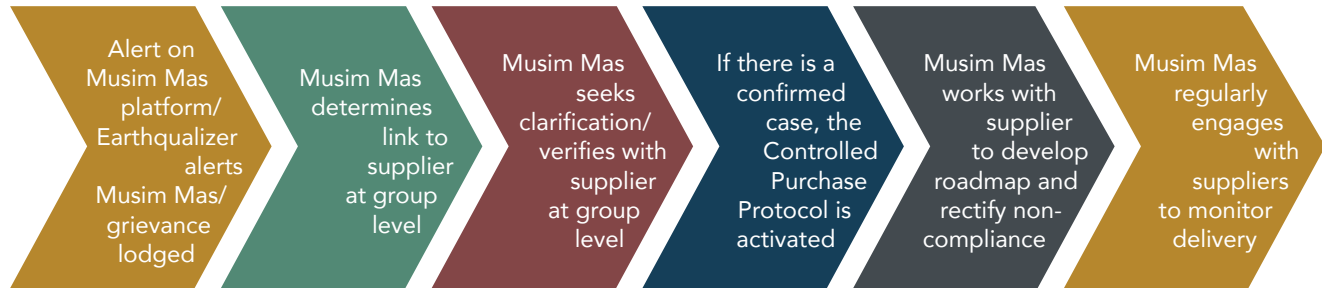 Alert on
Musim Mas
platform/
Earthqualizer
alerts
Musim Mas/
grievance
lodged
Musim Mas
determines
link to
supplier
at group
level
Musim Mas
seeks
clarification/
verifies with
supplier
at group
level
If there is a
confirmed
case, the
Controlled
Purchase
Protocol is
activated
Musim Mas
works with
supplier
to develop
roadmap and
rectify non-
compliance
Musim Mas
regularly
engages
with
suppliers
to monitor
delivery